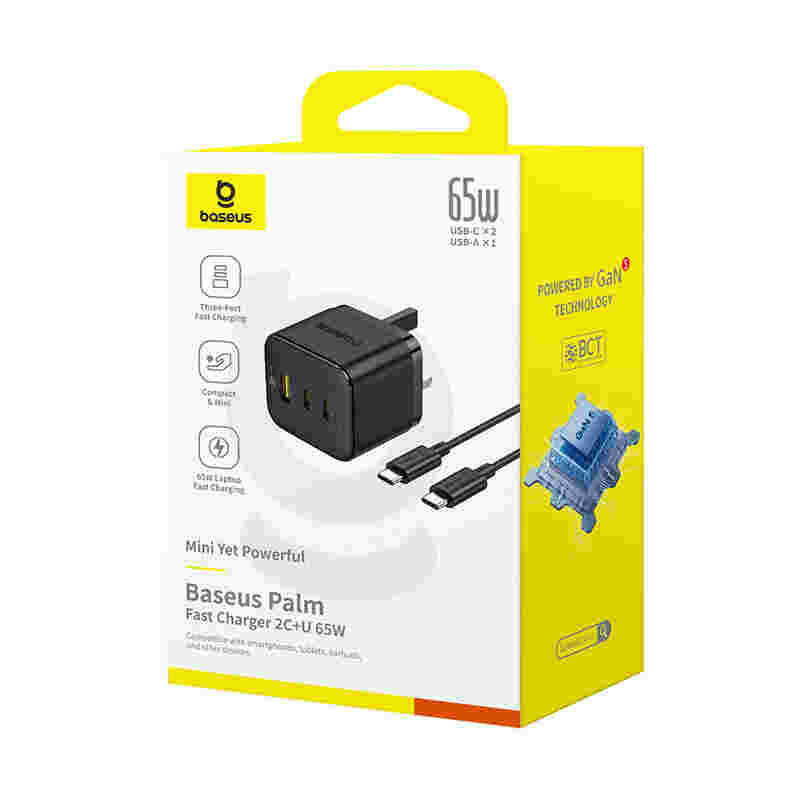 baseus
65W
USB-C ×2
USB-A ×1
Three-Port
Fast Charging
Compact
& Mini
65W Laptop
Fast Charging
baseus
Mini Yet Powerful
Baseus Palm
Fast Charger 2C+U 65W
Compatible with smartphones, tablets, earbuds,
and other devices.
POWERED BY GaN5
TECHNOLOGY
BCT
GaN 5